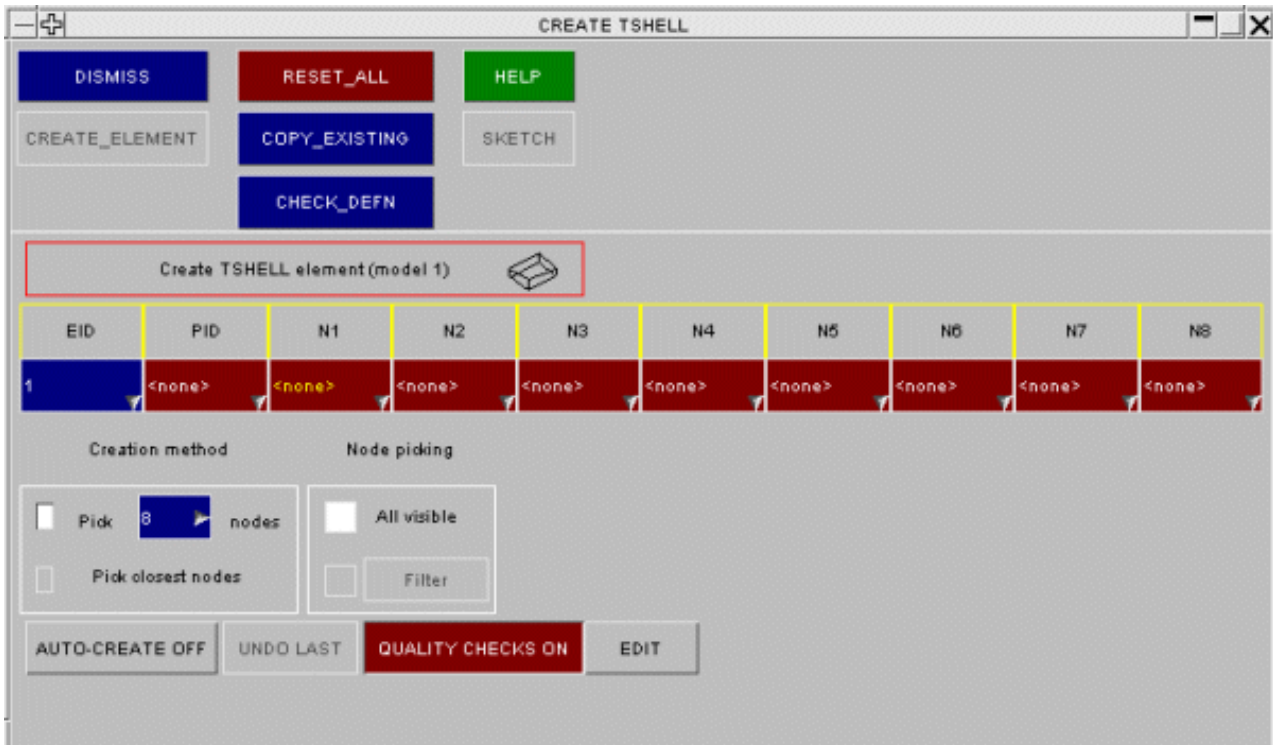 CREATE TSHELL
DISMISS RESET_ALL HELP
CREATE_ELEMENT COPY_EXISTING SKETCH
CHECK_DEFN
Create TSHELL element (model 1)
EID PID N1 N2 N3 N4 N5 N6 N7 N8
1 <none> <none> <none> <none> <none> <none> <none> <none> <none>
Creation method Node picking
Pick 8 nodes All visible
Pick closest nodes Filter
AUTO-CREATE OFF UNDO LAST QUALITY CHECKS ON EDIT